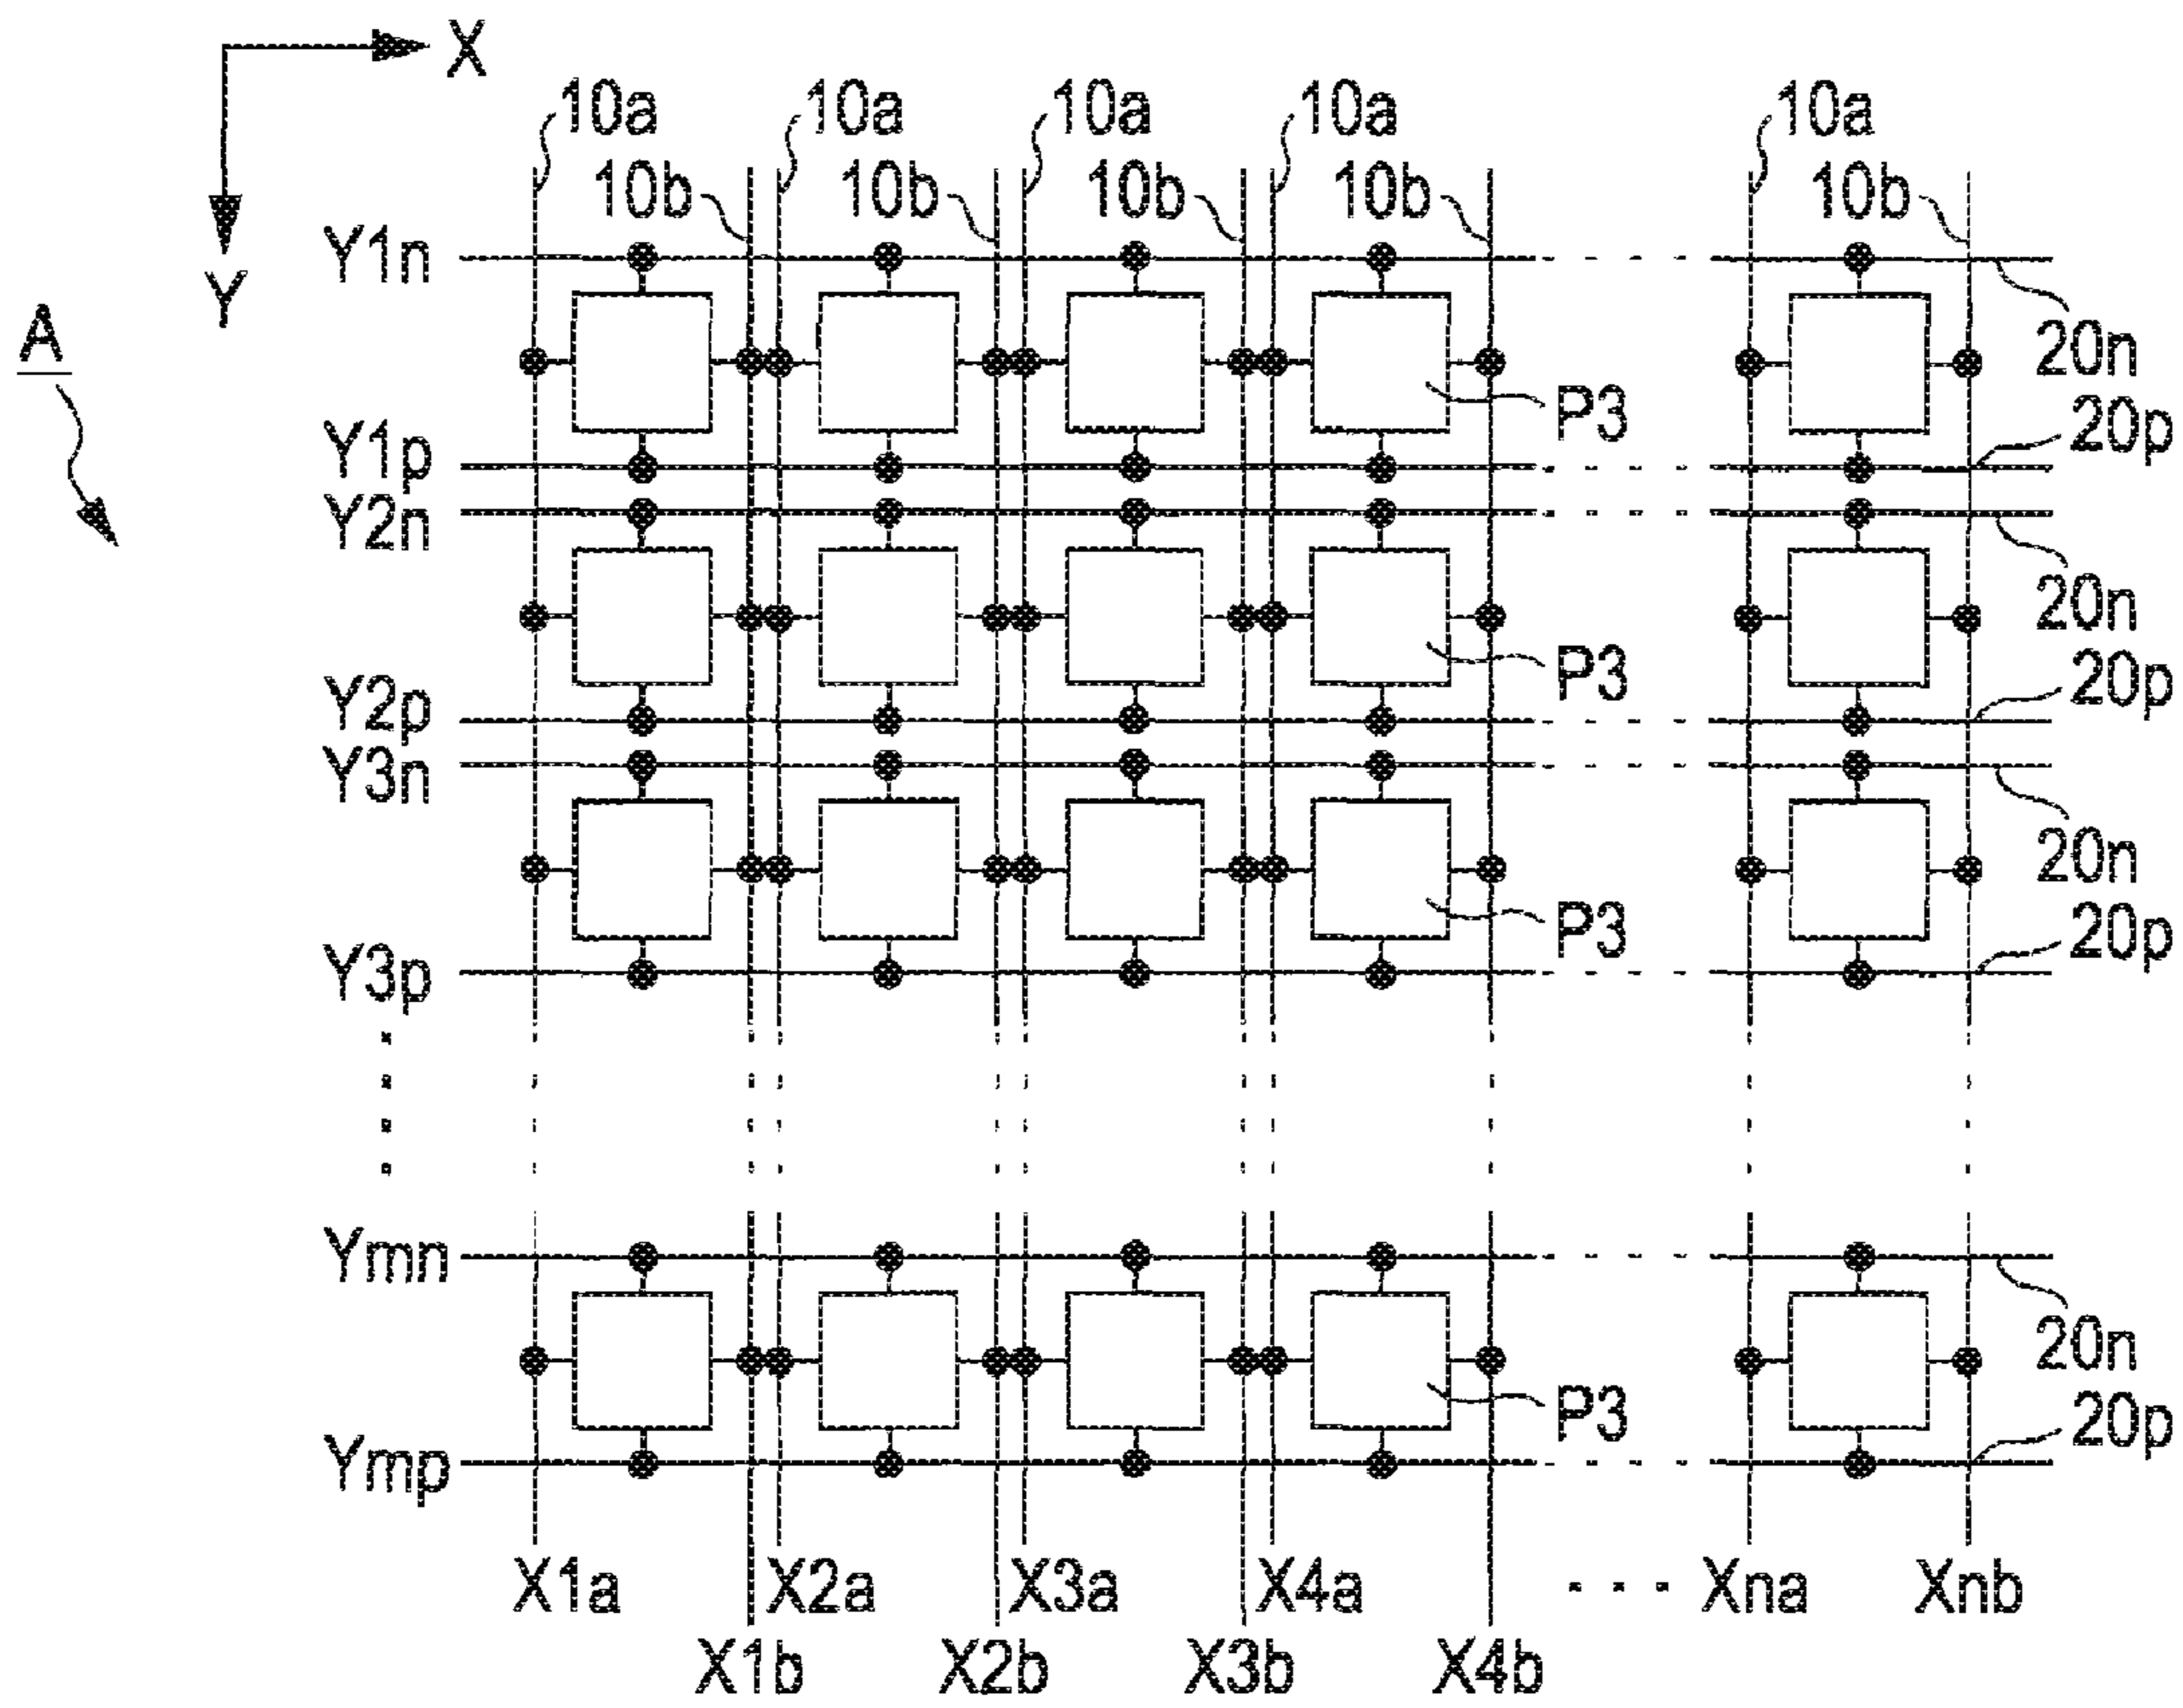 X
10a 10a 10a 10a 10a
10b 10b 10b 10b 10b
Y1n
Y
A
20n
P3
20p
Y1p
Y2n
20n
P3
20p
Y2p
Y3n
20n
P3
20p
Y3p
Ymn
20n
P3
20p
Ymp
X1a X2a X3a X4a Xna Xnb
X1b X2b X3b X4b